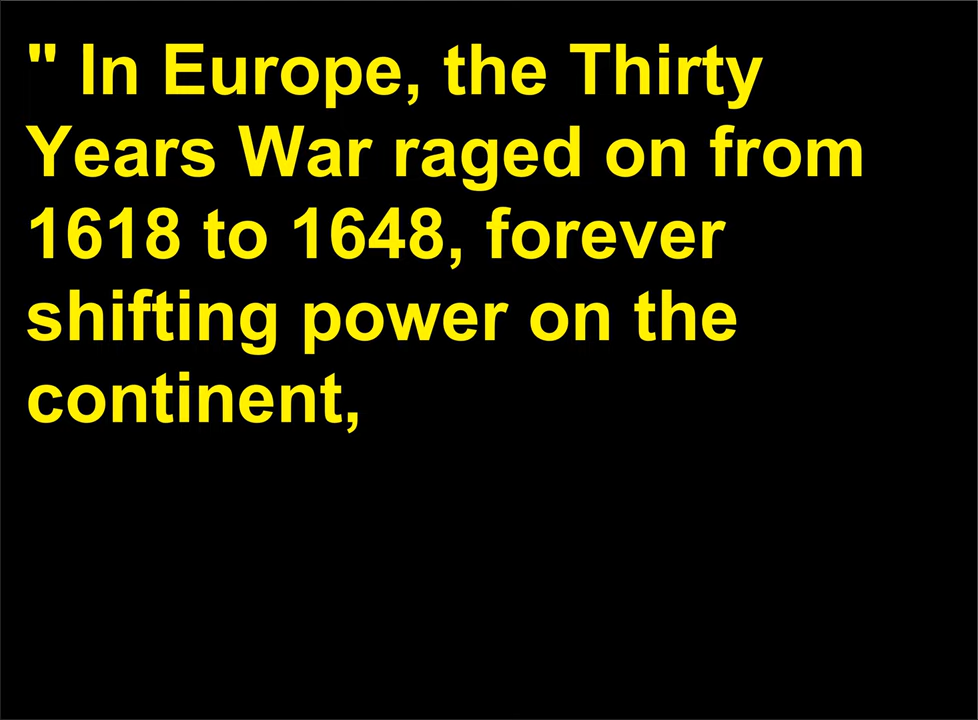 " In Europe, the Thirty
Years War raged on from
1618 to 1648, forever
shifting power on the
continent,